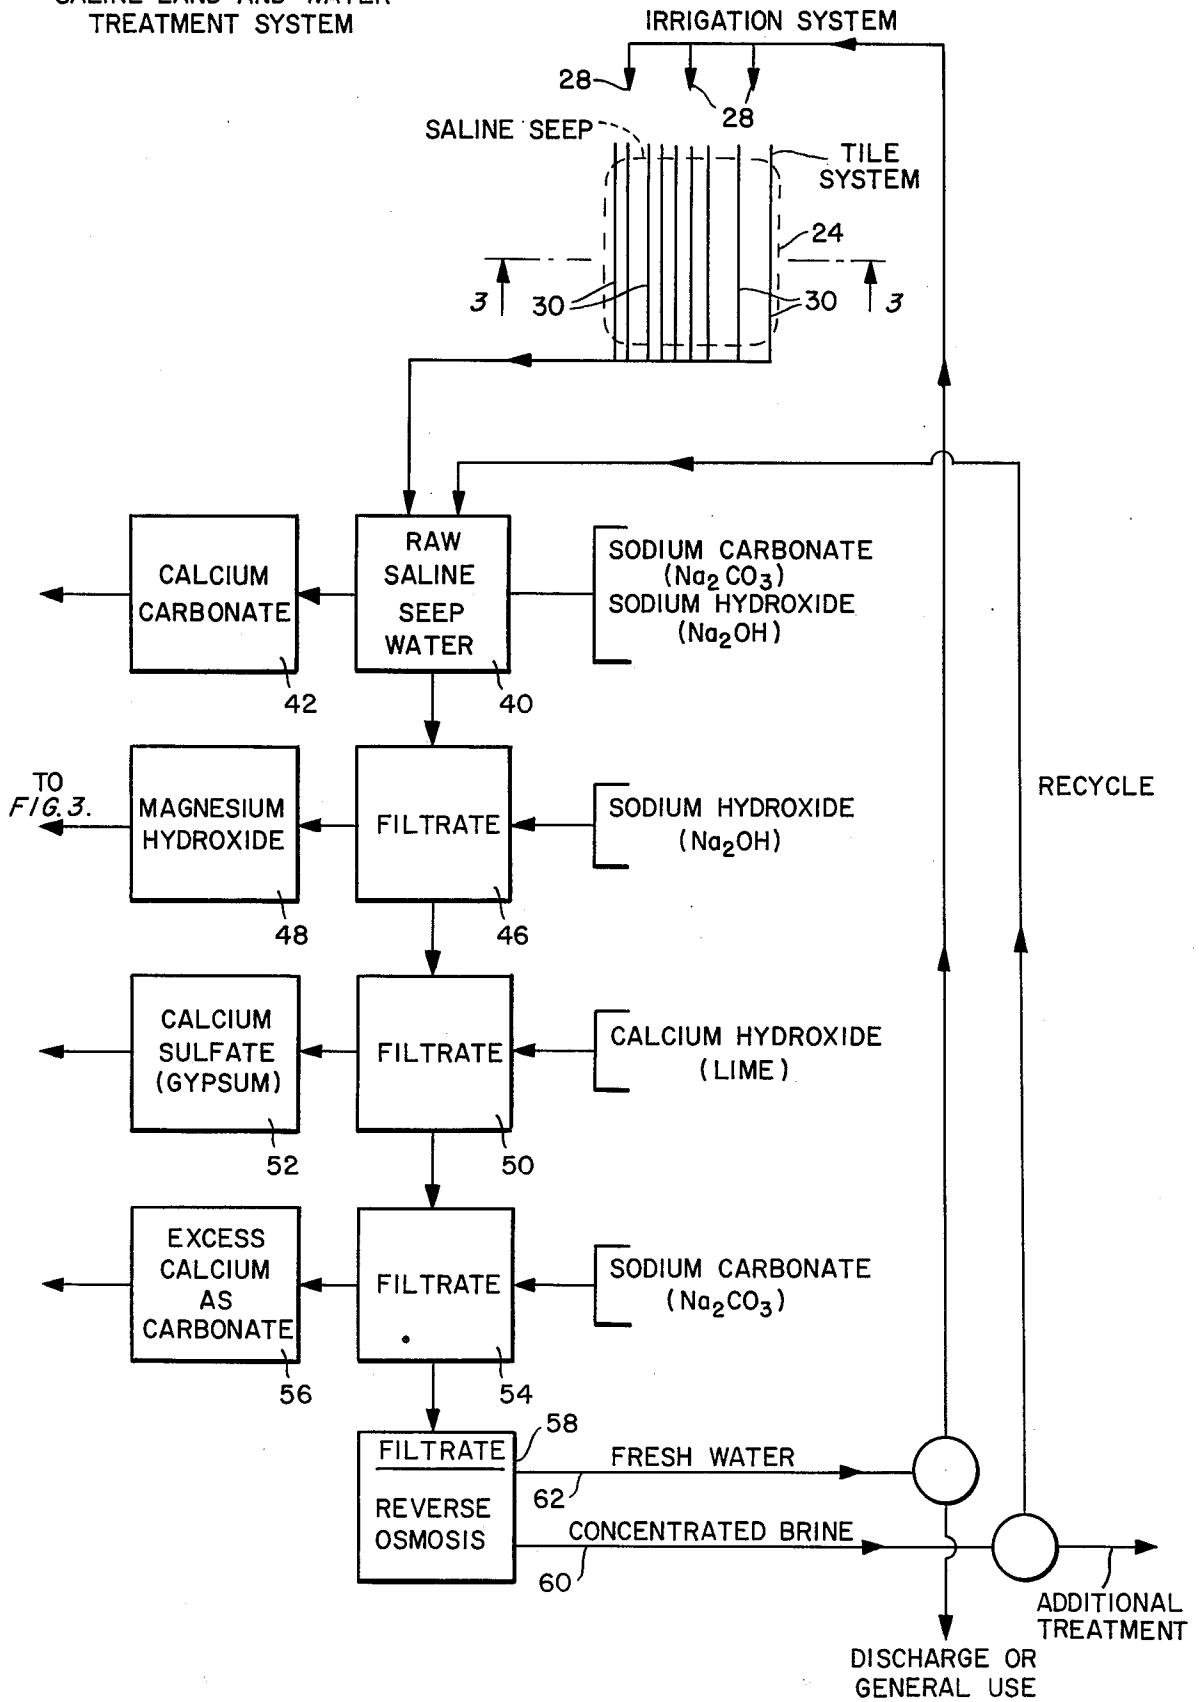 SALINE LAND AND WATER
TREATMENT SYSTEM
IRRIGATION SYSTEM
28
28
SALINE SEEP
TILE
SYSTEM
24
3
30
30
3
RAW
SALINE
SEEP
WATER
40
CALCIUM
CARBONATE
42
SODIUM CARBONATE
(Na2CO3)
SODIUM HYDROXIDE
(Na2OH)
TO
FIG.3.
MAGNESIUM
HYDROXIDE
48
FILTRATE
46
SODIUM HYDROXIDE
(Na2OH)
RECYCLE
CALCIUM
SULFATE
(GYPSUM)
52
FILTRATE
50
CALCIUM HYDROXIDE
(LIME)
EXCESS
CALCIUM
AS
CARBONATE
56
FILTRATE
54
SODIUM CARBONATE
(Na2CO3)
FILTRATE
58
REVERSE
OSMOSIS
FRESH WATER
62
CONCENTRATED BRINE
60
ADDITIONAL
TREATMENT
DISCHARGE OR
GENERAL USE